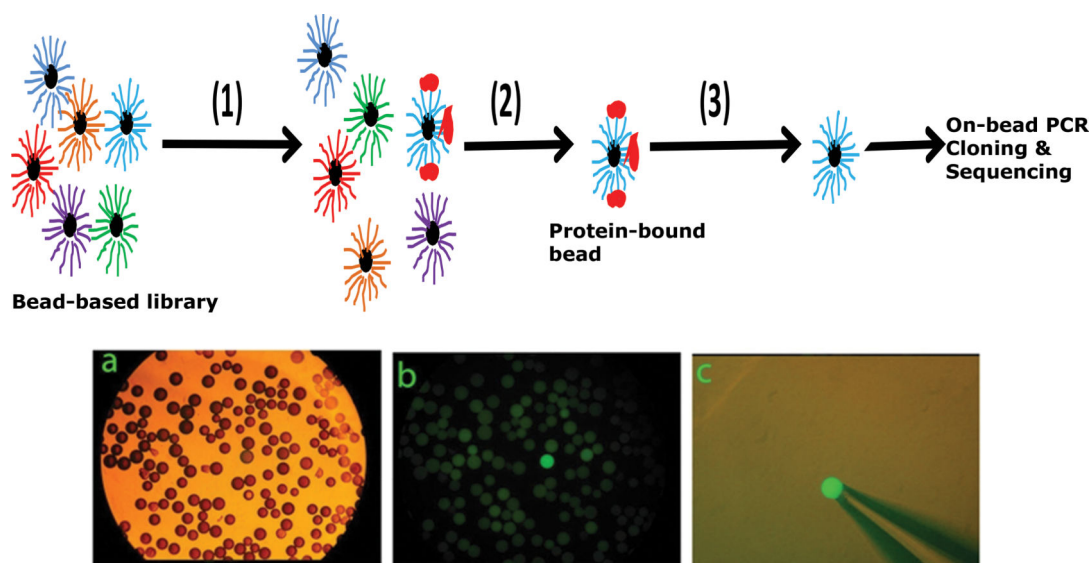 (1)
(2)
(3)
On-bead PCR
Cloning &
Sequencing
Protein-bound
bead
Bead-based library
a
b
c